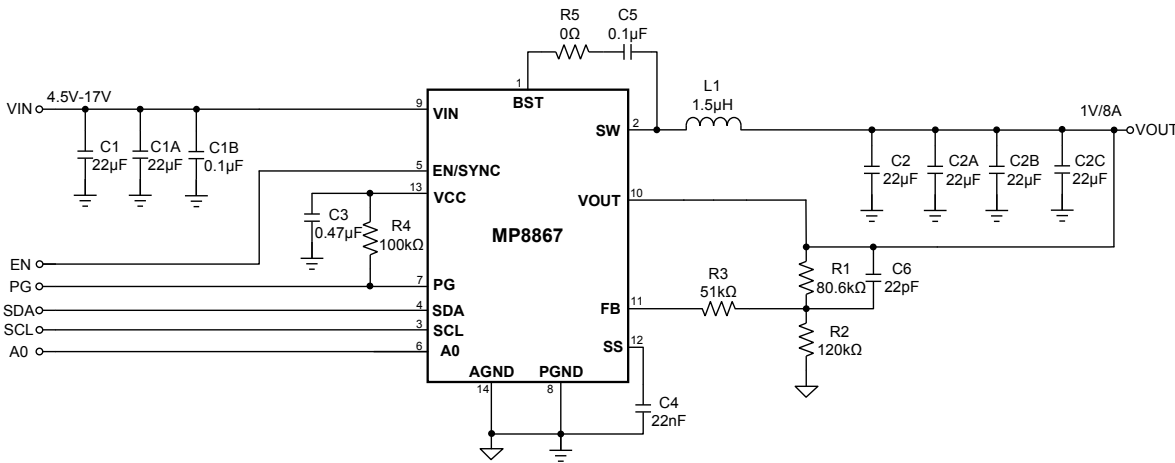 R5
0Ω
C5
0.1µF
1
BST
VIN
4.5V-17V
9
VIN
L1
1.5µH
SW
2
1V/8A
VOUT
C1
22µF
C1A
22µF
C1B
0.1µF
C2
22µF
C2A
22µF
C2B
22µF
C2C
22µF
5
EN/SYNC
13
VCC
VOUT
10
C3
0.47µF
R4
100kΩ
MP8867
EN
PG
7
PG
R3
51kΩ
R1
80.6kΩ
C6
22pF
SDA
4
SDA
FB
11
SCL
3
SCL
R2
120kΩ
A0
6
A0
SS
12
AGND
PGND
14
8
C4
22nF